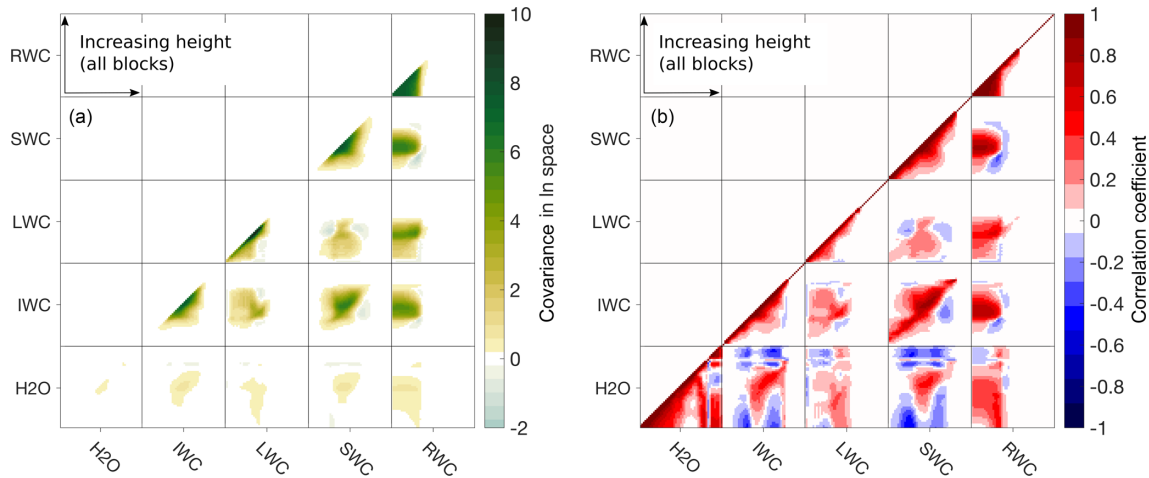 Increasing height
(all blocks)
(a)
RWC
SWC
LWC
IWC
H2O
H2O
IWC
LWC
SWC
RWC
10
8
6
4
2
0
-2
Covariance in ln space
Increasing height
(all blocks)
(b)
RWC
SWC
LWC
IWC
H2O
H2O
IWC
LWC
SWC
RWC
1
0.8
0.6
0.4
0.2
0
-0.2
-0.4
-0.6
-0.8
-1
Correlation coefficient